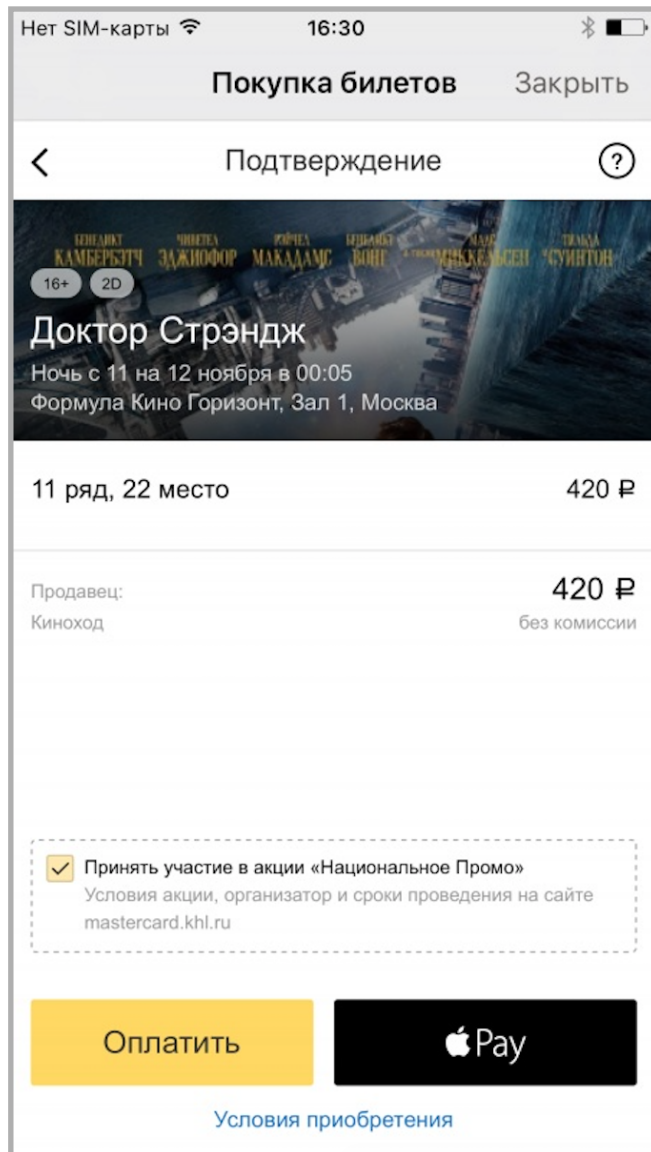 Нет SIM-карты 16:30
Покупка билетов Закрыть
Подтверждение ?
БЕНЕДИКТ ЧИВЕТЕЛ РЭЙЧЕЛ БЕНЕДИКТ МАДС ТИЛЬДА
КАМБЕРБЭТЧ ЭДЖИОФОР МАКАДАМС ВОНГ МИККЕЛЬСЕН СУИНТОН
16+ 2D
Доктор Стрэндж
Ночь с 11 на 12 ноября в 00:05
Формула Кино Горизонт, Зал 1, Москва
11 ряд, 22 место 420 ₽
Продавец: 420 ₽
Киноход без комиссии
Принять участие в акции «Национальное Промо»
Условия акции, организатор и сроки проведения на сайте
mastercard.khl.ru
Оплатить Pay
Условия приобретения